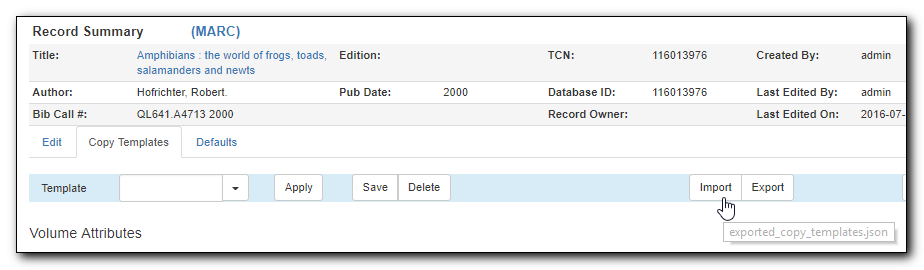 Record Summary (MARC)
Title: Amphibians : the world of frogs, toads, Edition: TCN: 116013976 Created By: admin
salamanders and newts
Author: Hofrichter, Robert. Pub Date: 2000 Database ID: 116013976 Last Edited By: admin
Bib Call #: QL641.A4713 2000 Record Owner: Last Edited On: 2016-07-
Edit Copy Templates Defaults
Template Apply Save Delete Import Export
exported_copy_templates.json
Volume Attributes